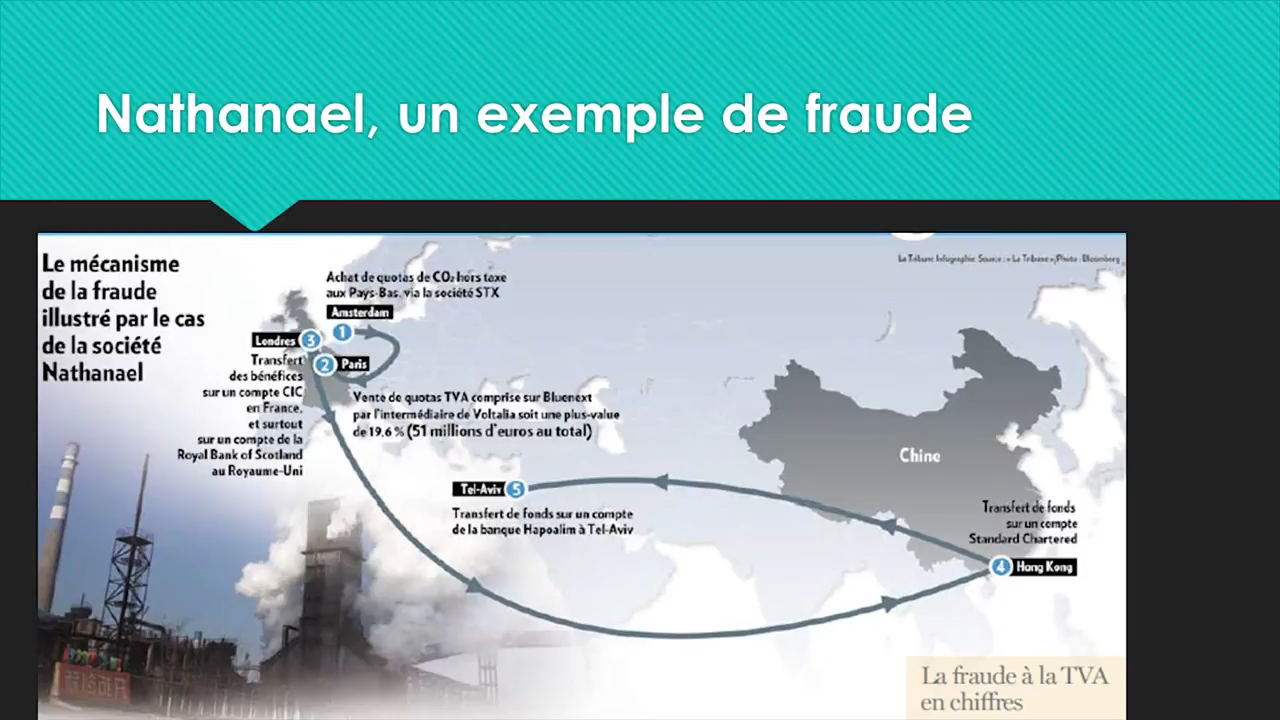 Nathanael, un exemple de fraude
Le mécanisme
de la fraude
illustré par le cas
de la société
Nathanael
La Tribune Infographie Source : « La Tribune »/Photo : Bloomberg
Achat de quotas de CO₂ hors taxe
aux Pays-Bas, via la société STX
Amsterdam
1
Londres 3
Transfert
des bénéfices
sur un compte CIC
en France,
et surtout
sur un compte de la
Royal Bank of Scotland
au Royaume-Uni
2 Paris
Vente de quotas TVA comprise sur Bluenext
par l'intermédiaire de Voltalia soit une plus-value
de 19,6 % (51 millions d'euros au total)
Chine
Tel-Aviv 5
Transfert de fonds sur un compte
de la banque Hapoalim à Tel-Aviv
Transfert de fonds
sur un compte
Standard Chartered
4 Hong Kong
La fraude à la TVA
en chiffres